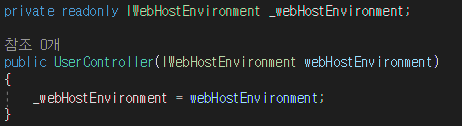 private readonly IWebHostEnvironment _webHostEnvironment;
참조 0개
public UserController(IWebHostEnvironment webHostEnvironment)
{
_webHostEnvironment = webHostEnvironment;
}